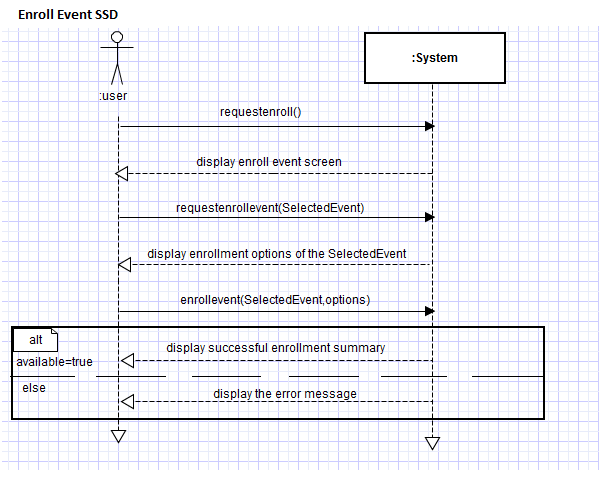 Enroll Event SSD
:System
:user
requestenroll()
display enroll event screen
requestenrollevent(SelectedEvent)
display enrollment options of the SelectedEvent
enrollevent(SelectedEvent,options)
alt
display successful enrollment summary
available=true
else
display the error message